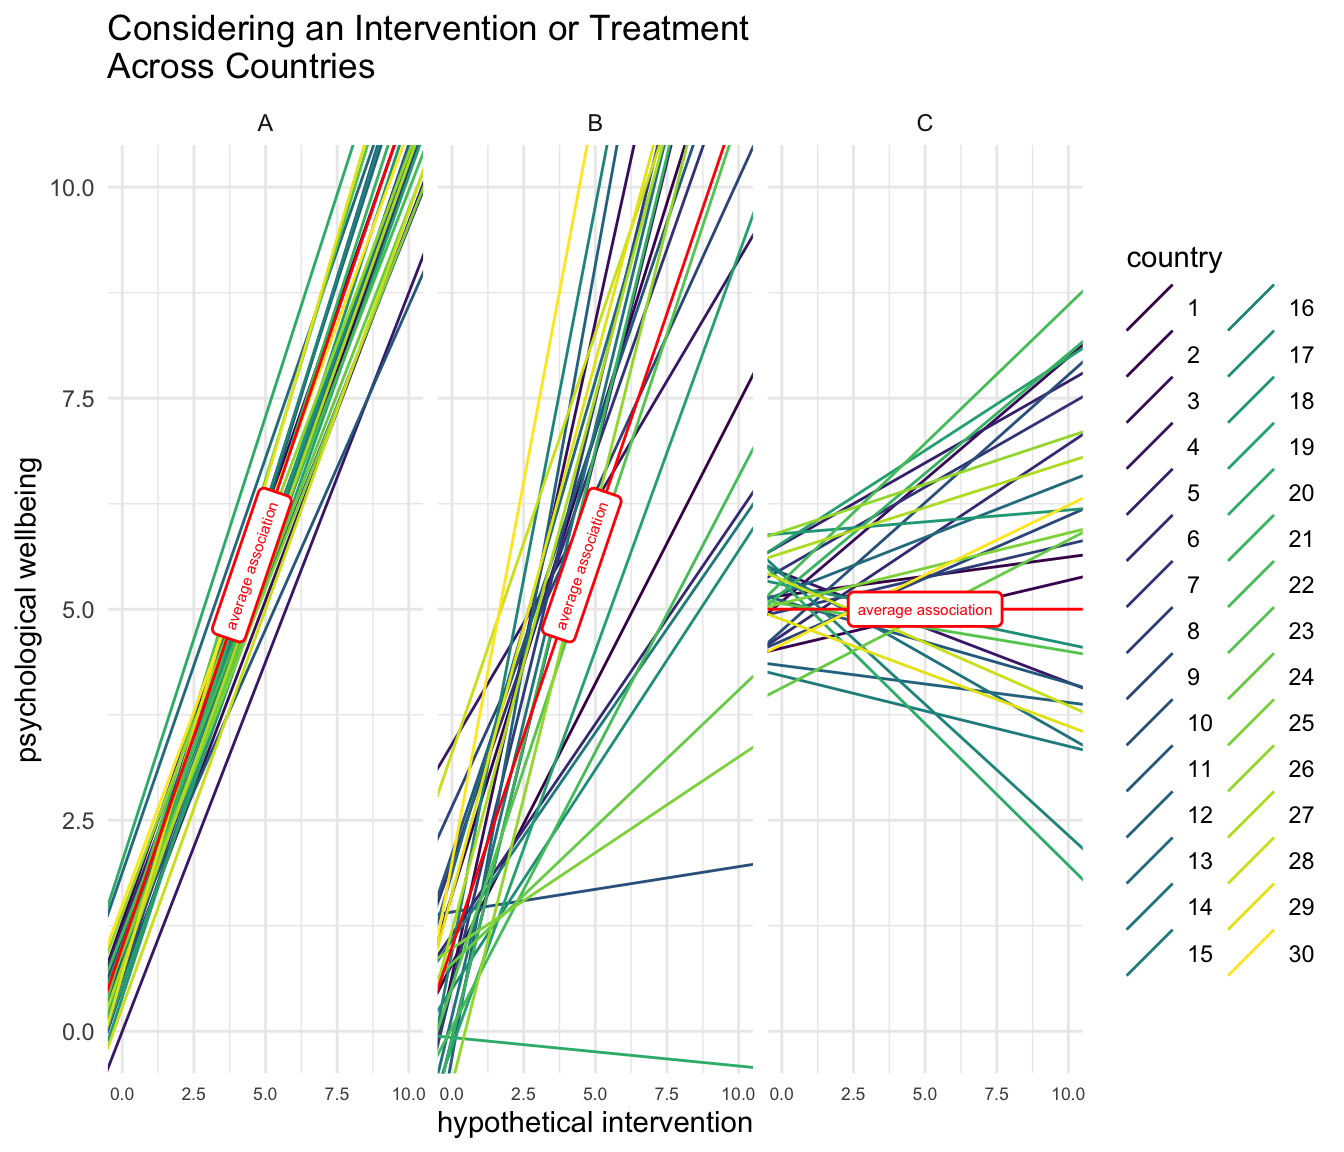 Considering an Intervention or Treatment
Across Countries
A
B
C
psychological wellbeing
10.0
7.5
5.0
2.5
0.0
average association
average association
average association
0.0 2.5 5.0 7.5 10.0
0.0 2.5 5.0 7.5 10.0
0.0 2.5 5.0 7.5 10.0
hypothetical intervention
country
1
2
3
4
5
6
7
8
9
10
11
12
13
14
15
16
17
18
19
20
21
22
23
24
25
26
27
28
29
30